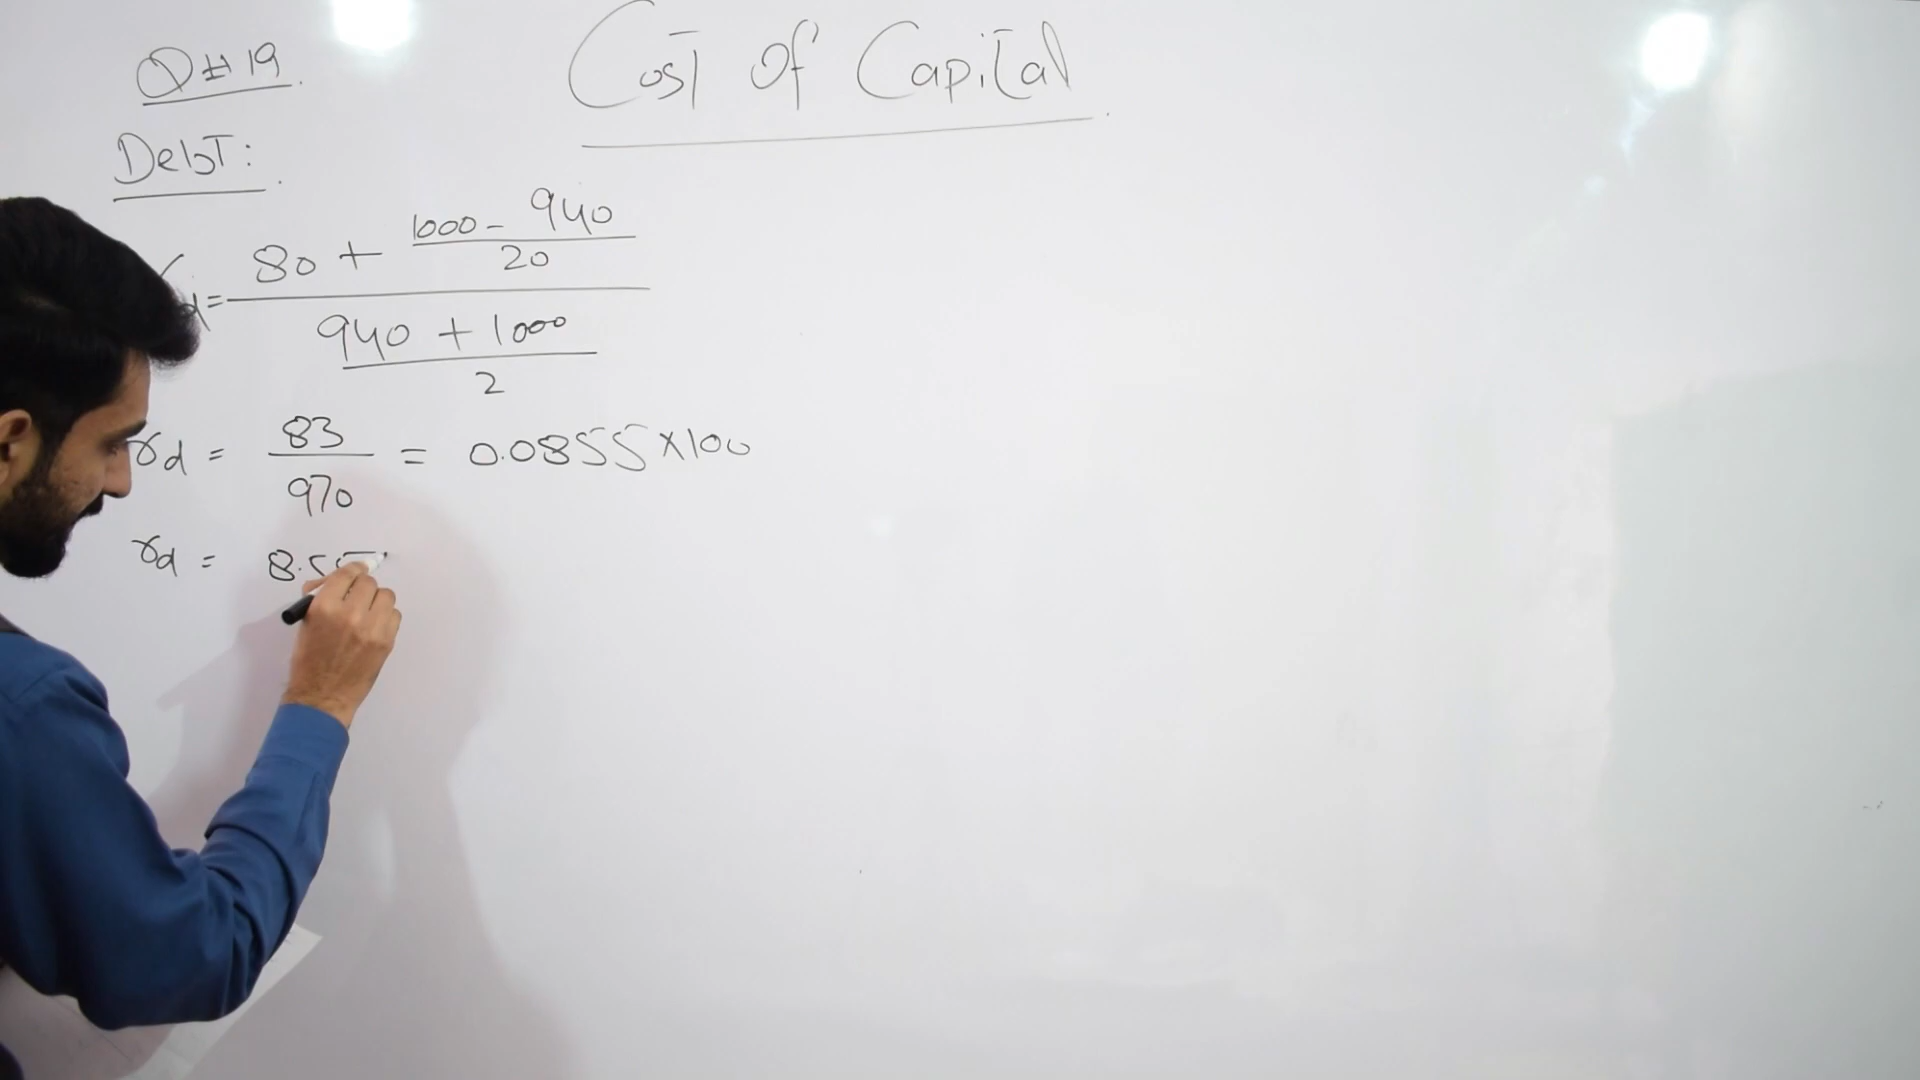 Q#19
Cost Of Capital
Debt:
1000 - 940
80 +
20
d =
940 + 1000
2
rd = 83 / 970 = 0.0855 x 100
rd = 8.55